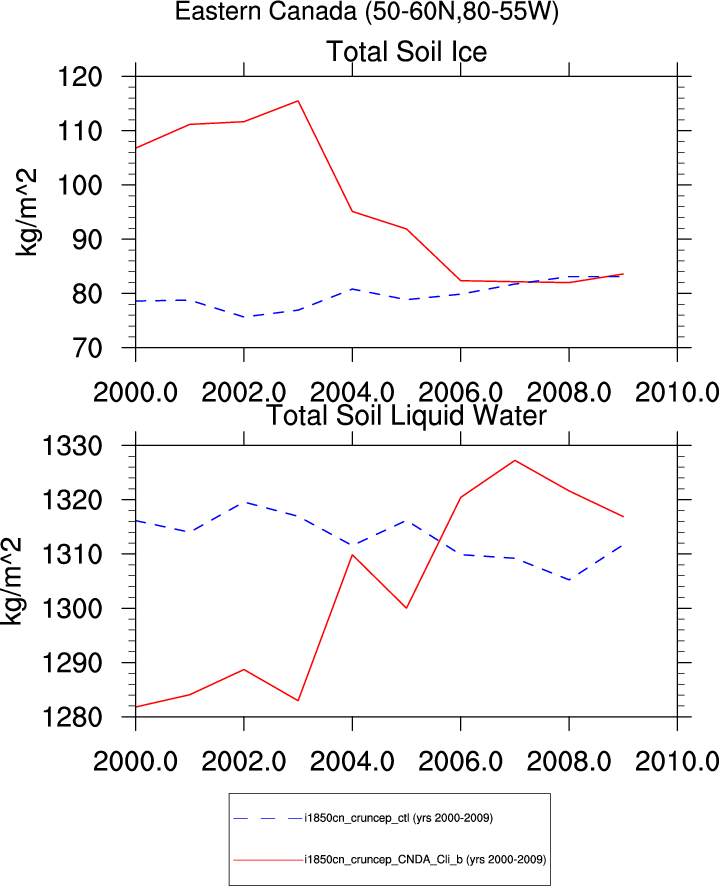 Eastern Canada (50-60N,80-55W)
Total Soil Ice
120
110
100
90
80
70
kg/m^2
2000.0 2002.0 2004.0 2006.0 2008.0 2010.0
Total Soil Liquid Water
1330
1320
1310
1300
1290
1280
kg/m^2
2000.0 2002.0 2004.0 2006.0 2008.0 2010.0
i1850cn_cruncep_ctl (yrs 2000-2009)
i1850cn_cruncep_CNDA_Cli_b (yrs 2000-2009)